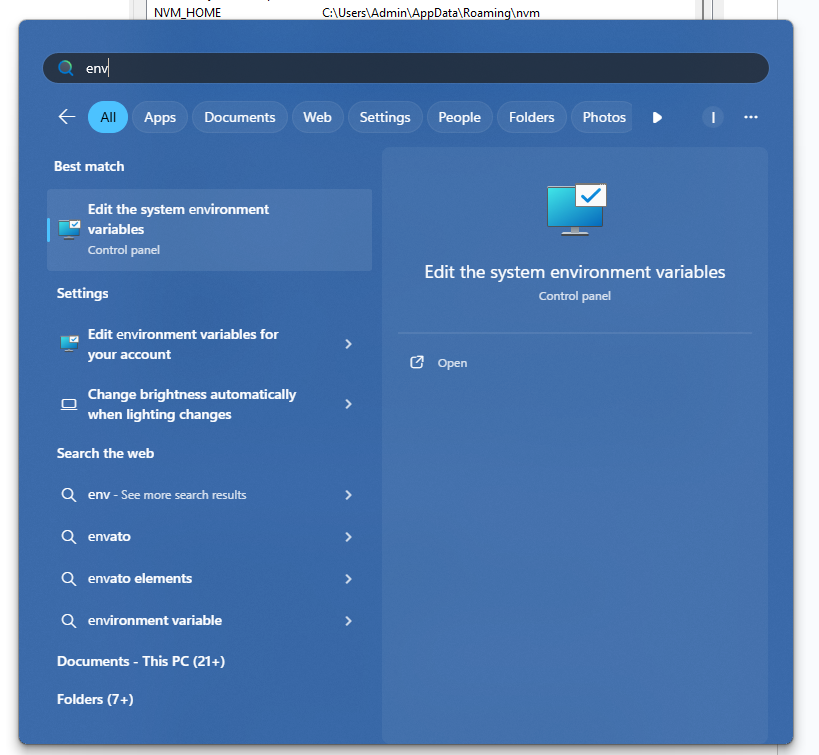 NVM_HOME C:\Users\Admin\AppData\Roaming\nvm
env
All Apps Documents Web Settings People Folders Photos I
Best match
Edit the system environment
variables
Control panel
Settings
Edit environment variables for
your account
Change brightness automatically
when lighting changes
Search the web
env - See more search results
envato
envato elements
environment variable
Documents - This PC (21+)
Folders (7+)
Edit the system environment variables
Control panel
Open